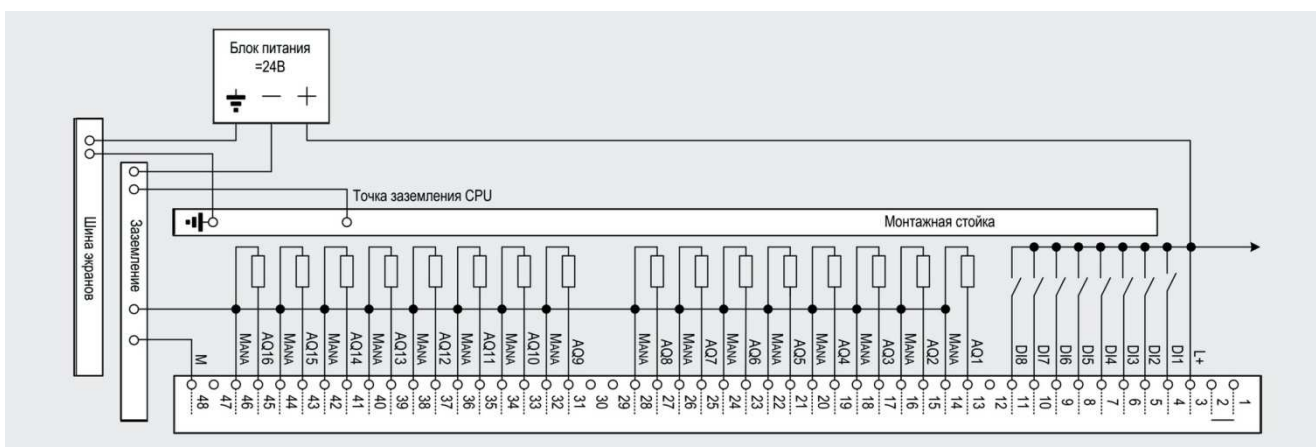 Блок питания
=24В
Точка заземления CPU
Монтажная стойка
Шина экранов
Заземление
M
MANA
AQ16
MANA
AQ15
MANA
AQ14
MANA
AQ13
MANA
AQ12
MANA
AQ11
MANA
AQ10
MANA
AQ9
MANA
AQ8
MANA
AQ7
MANA
AQ6
MANA
AQ5
MANA
AQ4
MANA
AQ3
MANA
AQ2
MANA
AQ1
DI8
DI7
DI6
DI5
DI4
DI3
DI2
DI1
L+
48
47
46
45
44
43
42
41
40
39
38
37
36
35
34
33
32
31
30
29
28
27
26
25
24
23
22
21
20
19
18
17
16
15
14
13
12
11
10
9
8
7
6
5
4
3
2
1